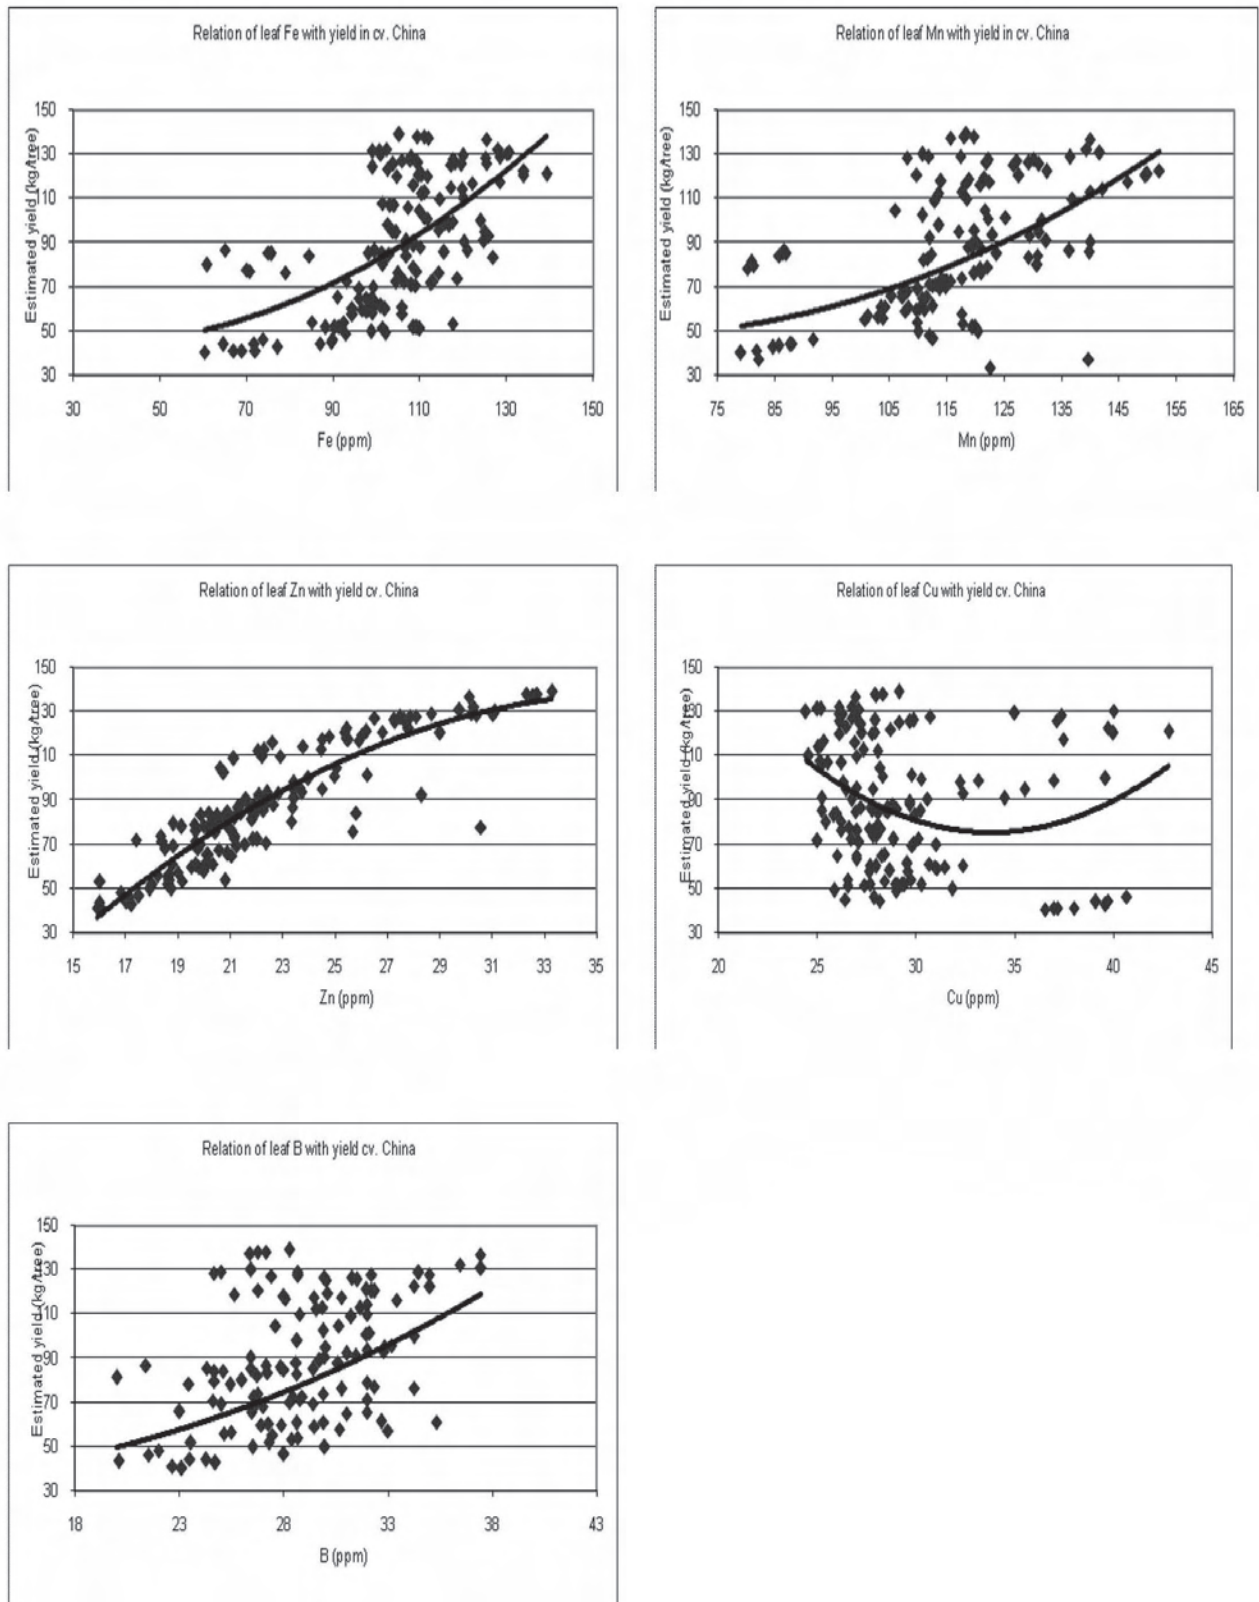 Relation of leaf Fe with yield in cv. China
Estimated yield (kg/tree)
150
130
110
90
70
50
30
30 50 70 90 110 130 150
Fe (ppm)
Relation of leaf Mn with yield in cv. China
Estimated yield (kg/tree)
150
130
110
90
70
50
30
75 85 95 105 115 125 135 145 155 165
Mn (ppm)
Relation of leaf Zn with yield cv. China
Estimated yield (kg/tree)
150
130
110
90
70
50
30
15 17 19 21 23 25 27 29 31 33 35
Zn (ppm)
Relation of leaf Cu with yield cv. China
Estimated yield (kg/tree)
150
130
110
90
70
50
30
20 25 30 35 40 45
Cu (ppm)
Relation of leaf B with yield cv. China
Estimated yield (kg/tree)
150
130
110
90
70
50
30
18 23 28 33 38 43
B (ppm)